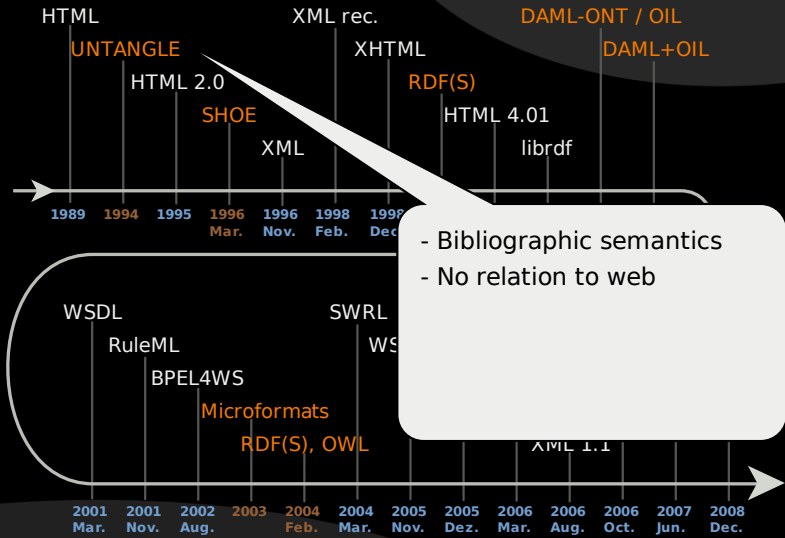 HTML
XML rec.
DAML-ONT / OIL
UNTANGLE
XHTML
DAML+OIL
HTML 2.0
RDF(S)
SHOE
HTML 4.01
XML
librdf
1989 1994 1995 1996 1996 1998 1998
Mar. Nov. Feb. Dec
- Bibliographic semantics
- No relation to web
WSDL
SWRL
RuleML
WS
BPEL4WS
Microformats
RDF(S), OWL
XML 1.1
2001 2001 2002 2003 2004 2004 2005 2005 2006 2006 2006 2007 2008
Mar. Nov. Aug. Feb. Mar. Nov. Dez. Mar. Aug. Oct. Jun. Dec.